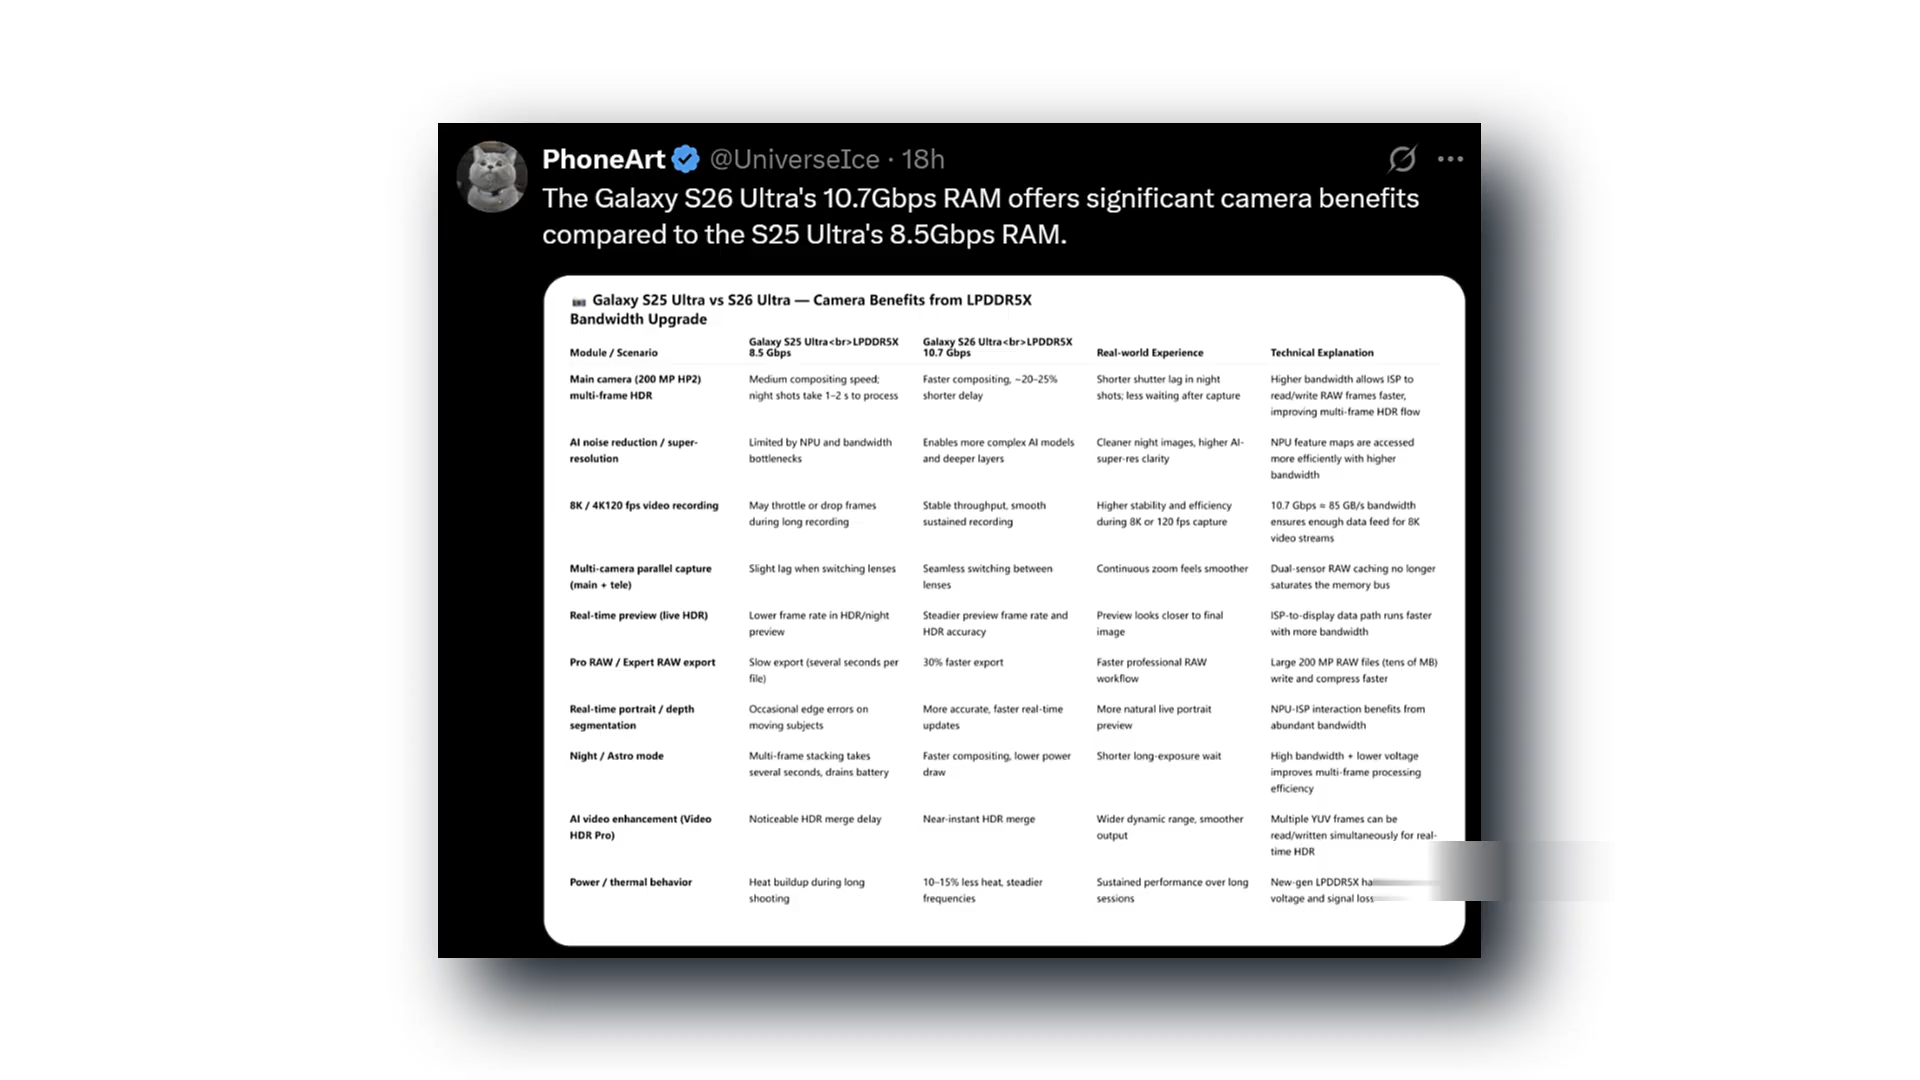 PhoneArt @UniverseIce · 18h
The Galaxy S26 Ultra's 10.7Gbps RAM offers significant camera benefits
compared to the S25 Ultra's 8.5Gbps RAM.
Galaxy S25 Ultra vs S26 Ultra — Camera Benefits from LPDDR5X
Bandwidth Upgrade
Module / Scenario
Galaxy S25 Ultra<br>LPDDR5X
8.5 Gbps
Galaxy S26 Ultra<br>LPDDR5X
10.7 Gbps
Real-world Experience
Technical Explanation
Main camera (200 MP HP2)
multi-frame HDR
Medium compositing speed;
night shots take 1–2 s to process
Faster compositing, ~20–25%
shorter delay
Shorter shutter lag in night
shots; less waiting after capture
Higher bandwidth allows ISP to
read/write RAW frames faster,
improving multi-frame HDR flow
AI noise reduction / super-
resolution
Limited by NPU and bandwidth
bottlenecks
Enables more complex AI models
and deeper layers
Cleaner night images, higher AI-
super-res clarity
NPU feature maps are accessed
more efficiently with higher
bandwidth
8K / 4K120 fps video recording
May throttle or drop frames
during long recording
Stable throughput, smooth
sustained recording
Higher stability and efficiency
during 8K or 120 fps capture
10.7 Gbps ≈ 85 GB/s bandwidth
ensures enough data feed for 8K
video streams
Multi-camera parallel capture
(main + tele)
Slight lag when switching lenses
Seamless switching between
lenses
Continuous zoom feels smoother
Dual-sensor RAW caching no longer
saturates the memory bus
Real-time preview (live HDR)
Lower frame rate in HDR/night
preview
Steadier preview frame rate and
HDR accuracy
Preview looks closer to final
image
ISP-to-display data path runs faster
with more bandwidth
Pro RAW / Expert RAW export
Slow export (several seconds per
file)
30% faster export
Faster professional RAW
workflow
Large 200 MP RAW files (tens of MB)
write and compress faster
Real-time portrait / depth
segmentation
Occasional edge errors on
moving subjects
More accurate, faster real-time
updates
More natural live portrait
preview
NPU-ISP interaction benefits from
abundant bandwidth
Night / Astro mode
Multi-frame stacking takes
several seconds, drains battery
Faster compositing, lower power
draw
Shorter long-exposure wait
High bandwidth + lower voltage
improves multi-frame processing
efficiency
AI video enhancement (Video
HDR Pro)
Noticeable HDR merge delay
Near-instant HDR merge
Wider dynamic range, smoother
output
Multiple YUV frames can be
read/written simultaneously for real-
time HDR
Power / thermal behavior
Heat buildup during long
shooting
10–15% less heat, steadier
frequencies
Sustained performance over long
sessions
New-gen LPDDR5X
voltage and signal loss